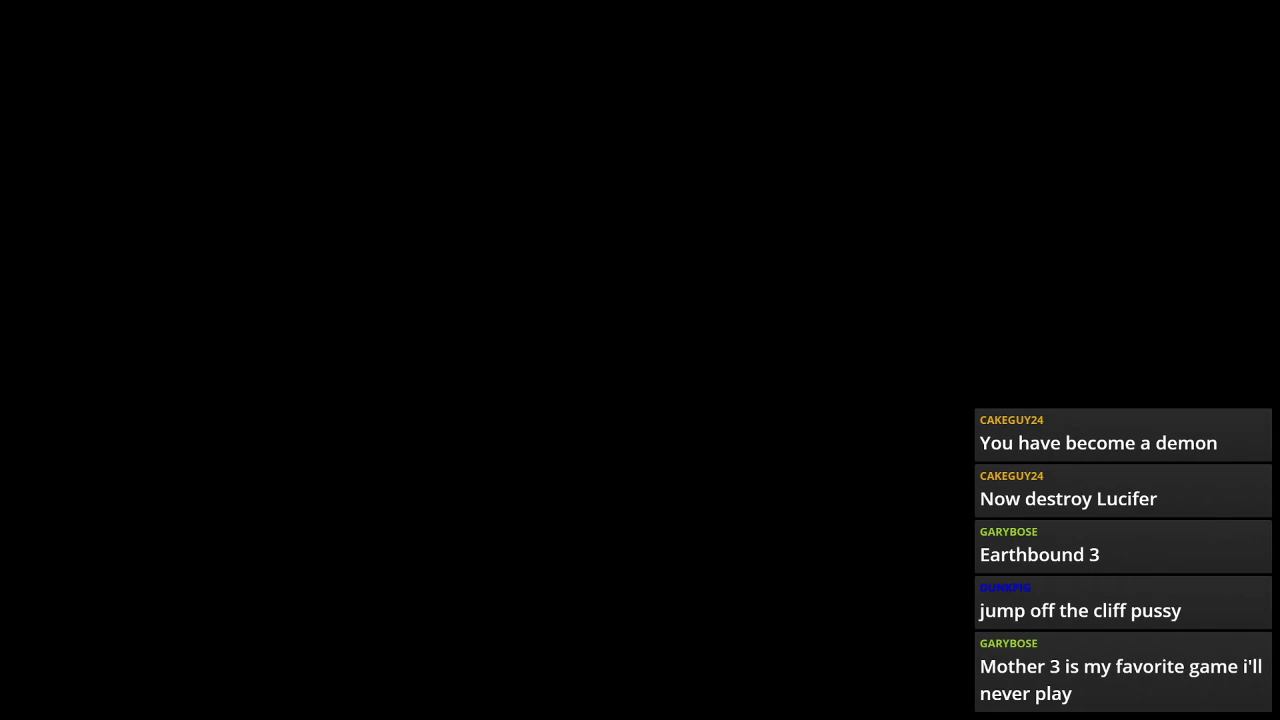 CAKEGUY24
You have become a demon
CAKEGUY24
Now destroy Lucifer
GARYBOSE
Earthbound 3
DUNKPIG
jump off the cliff pussy
GARYBOSE
Mother 3 is my favorite game i'll
never play